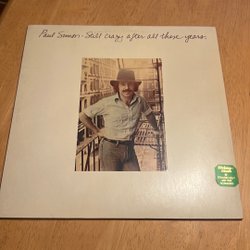 Paul Simon - Still crazy after all these years.